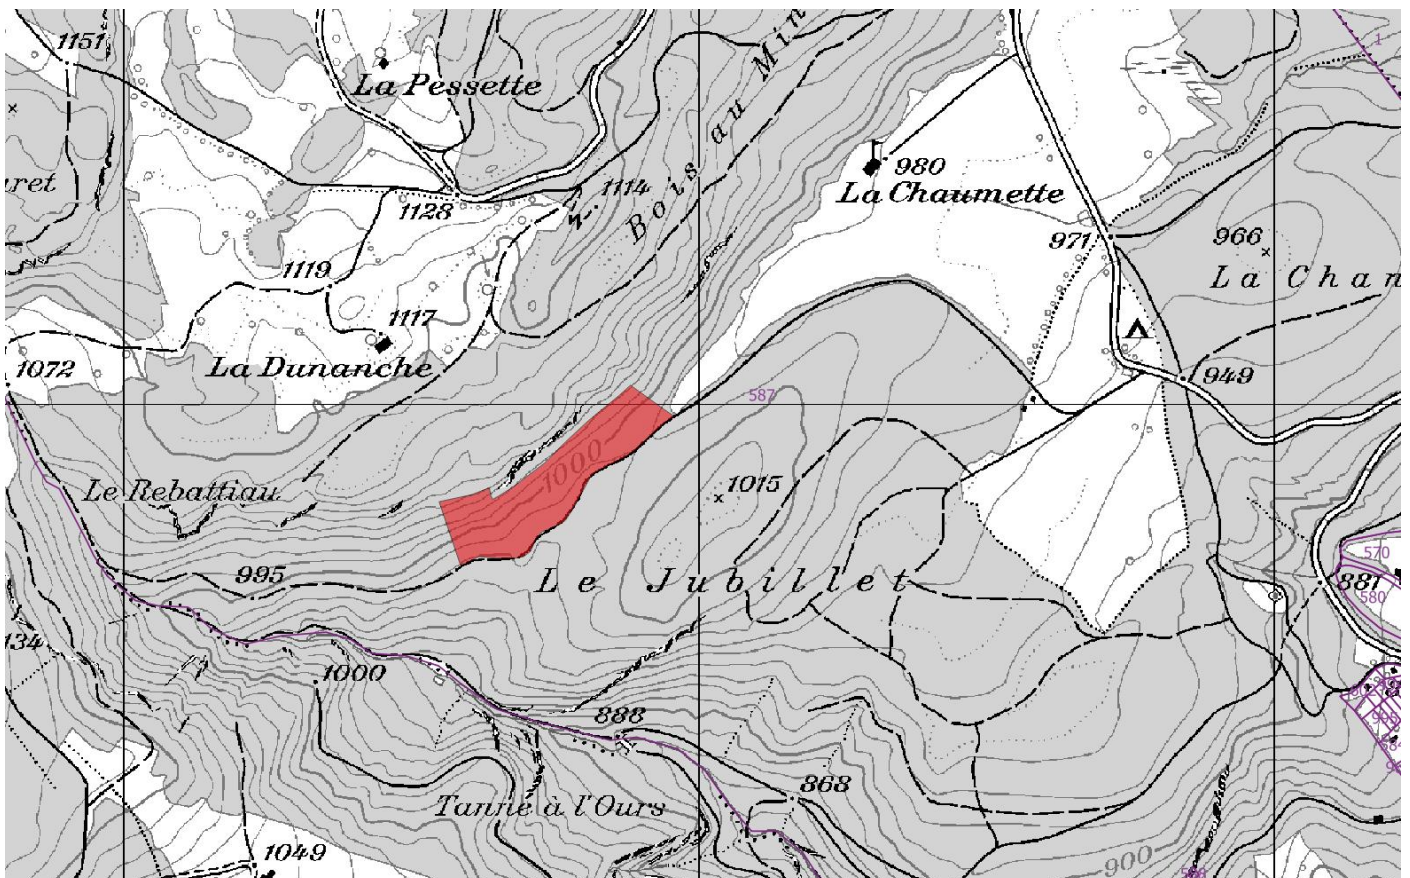 1151
La Pessette
Bois au Min
980
La Chaumette
ret
1114
1128
971
966
La Chan
1119
1117
La Dunanche
1072
949
587
1000
1015
Le Rebattiau
995
Le Jubillet
570
881
580
134
1000
888
868
Tanne à l'Ours
1049
900